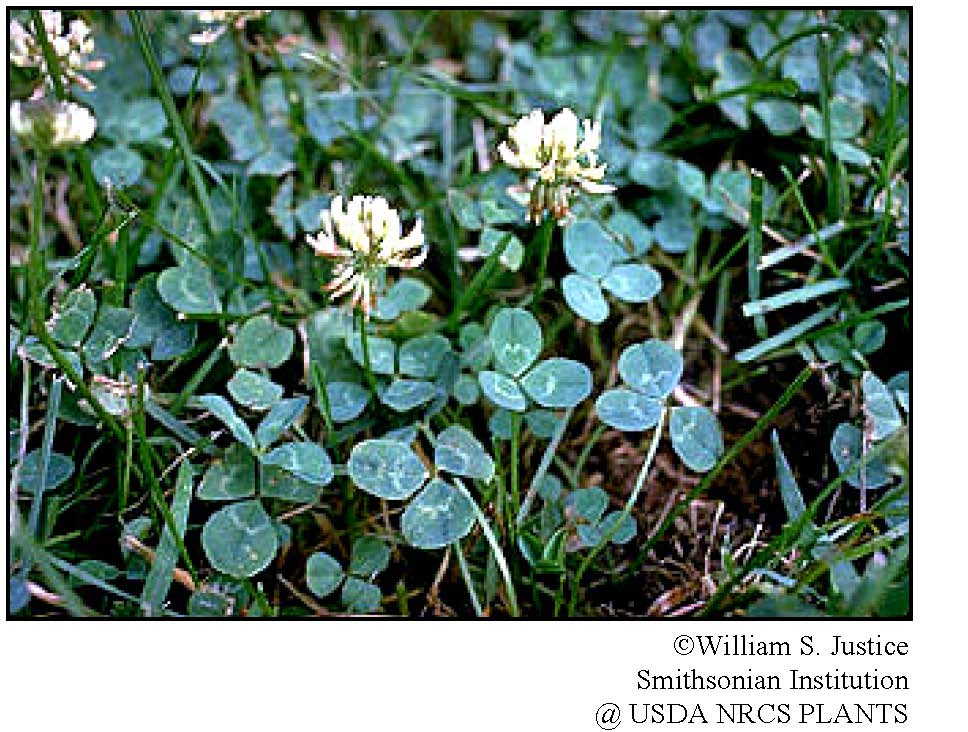 ©William S. Justice
Smithsonian Institution
@ USDA NRCS PLANTS